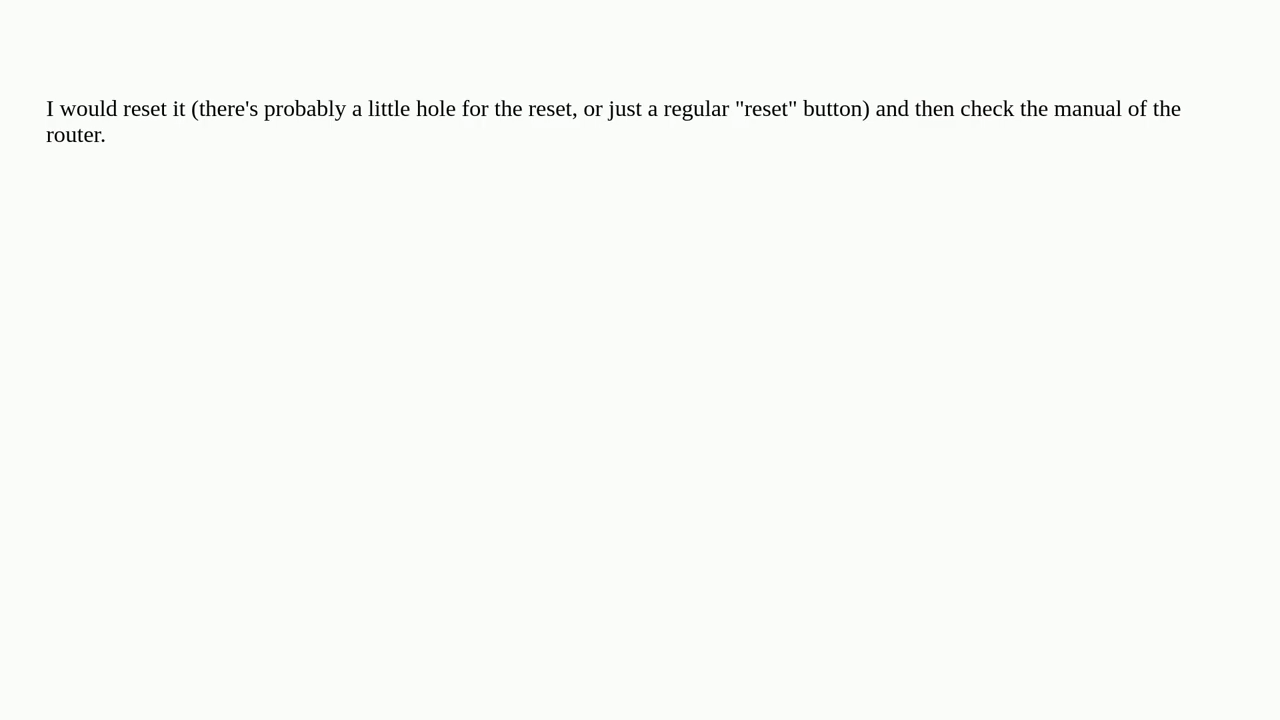 I would reset it (there's probably a little hole for the reset, or just a regular "reset" button) and then check the manual of the
router.